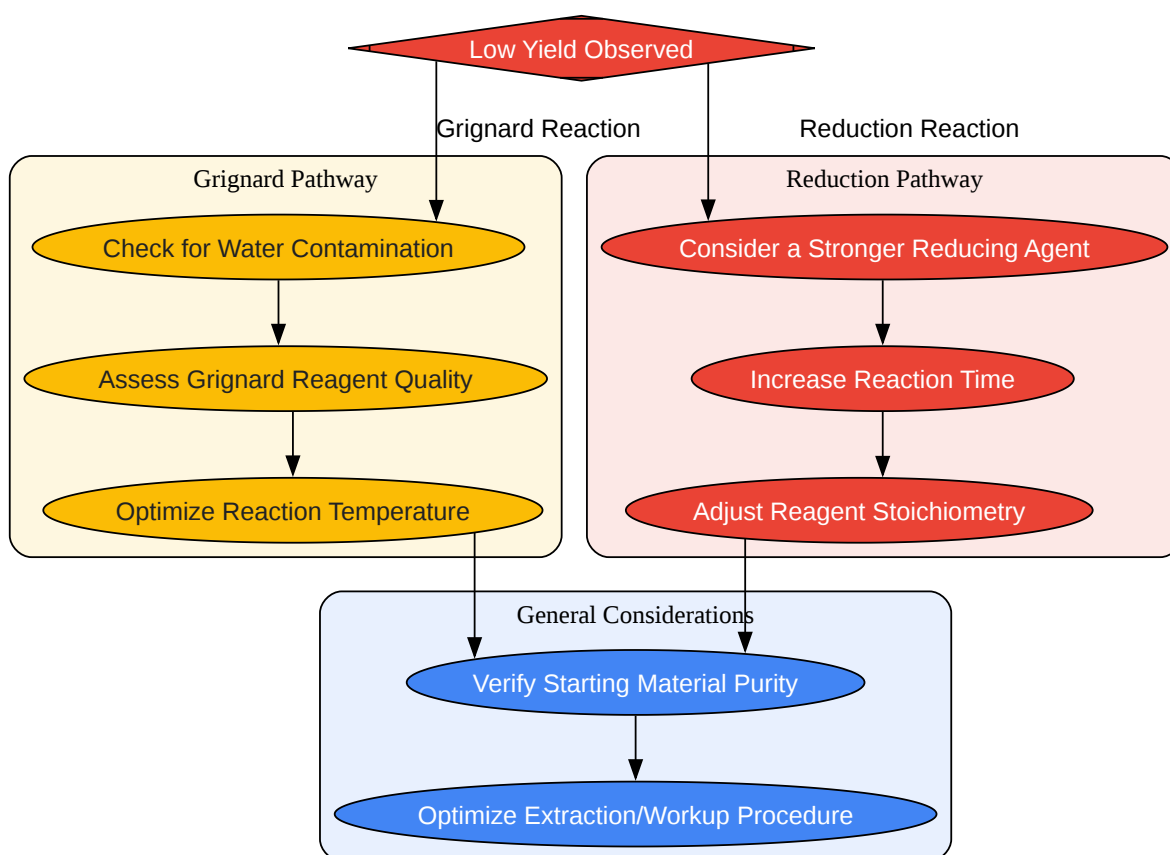 Low Yield Observed
Grignard Reaction
Reduction Reaction
Grignard Pathway
Check for Water Contamination
Assess Grignard Reagent Quality
Optimize Reaction Temperature
Reduction Pathway
Consider a Stronger Reducing Agent
Increase Reaction Time
Adjust Reagent Stoichiometry
General Considerations
Verify Starting Material Purity
Optimize Extraction/Workup Procedure